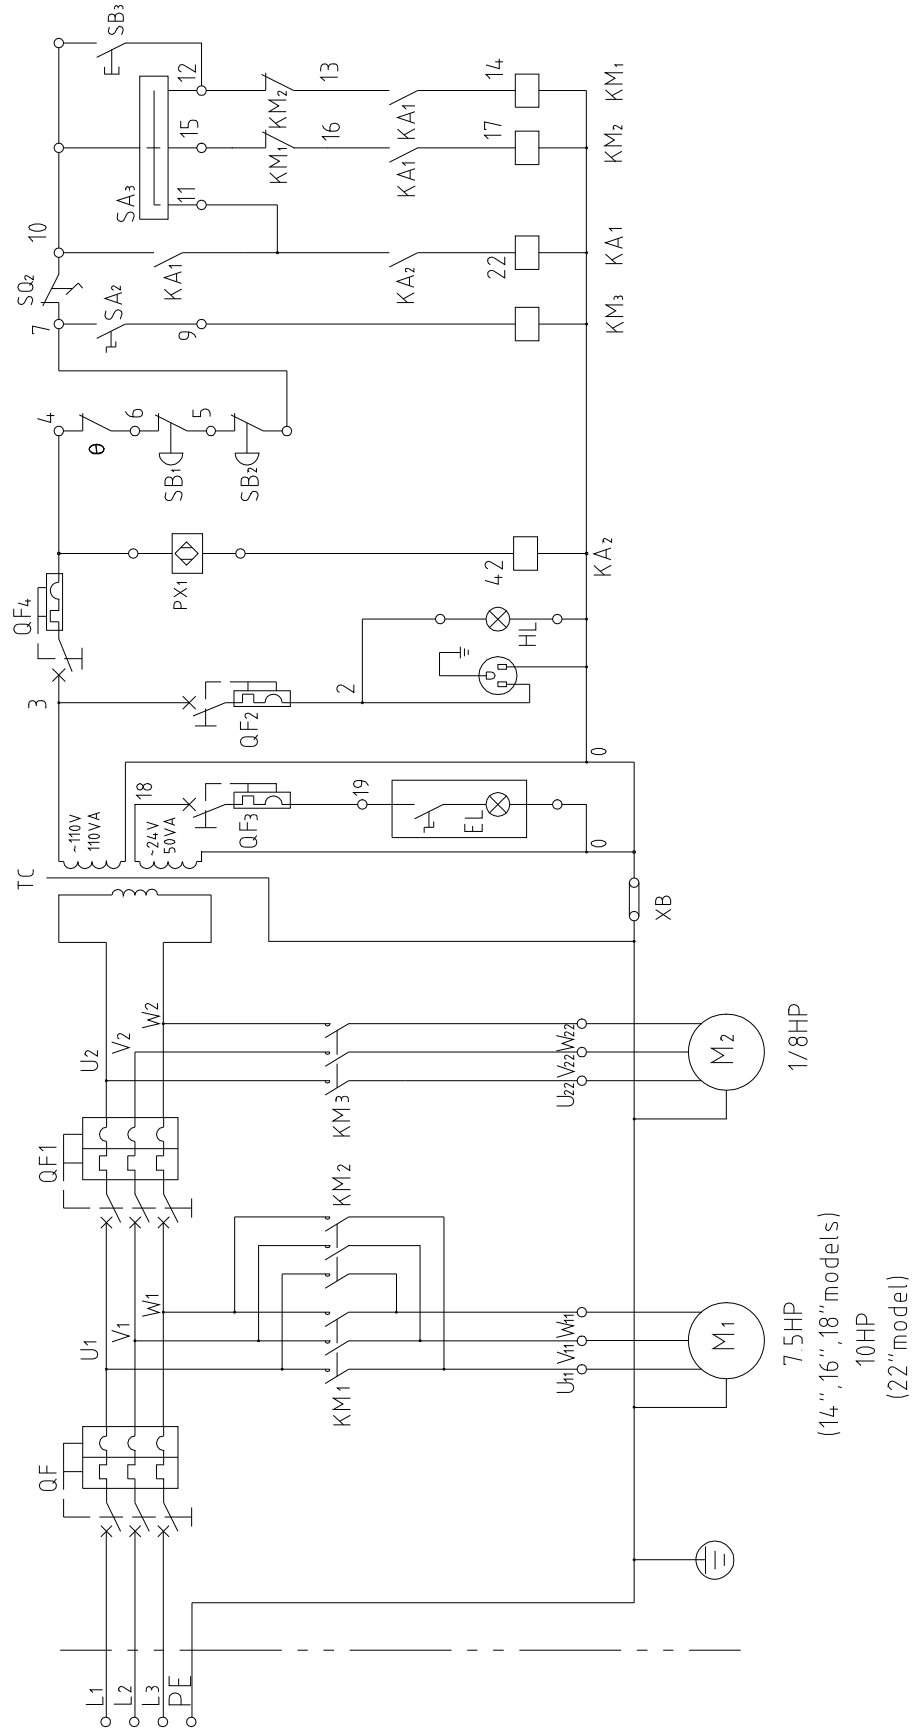 L1
L2
L3
PE
QF
U1
V1
W1
KM1
KM2
U11
V11
W11
M1
7.5HP
(14",16",18"models)
10HP
(22"model)
QF1
U2
V2
W2
KM3
U22
V22
W22
M2
1/8HP
TC
XB
~110V
110VA
~24V
50VA
18
QF3
19
EL
0
0
3
QF2
2
HL
QF4
PX1
42
KA2
4
θ
6
SB1
5
SB2
7
SA2
9
KM3
SQ2
10
KA1
KA2
22
KA1
SA3
11
15
12
SB3
KM1
16
KA1
17
KM2
KM2
13
KA1
14
KM1